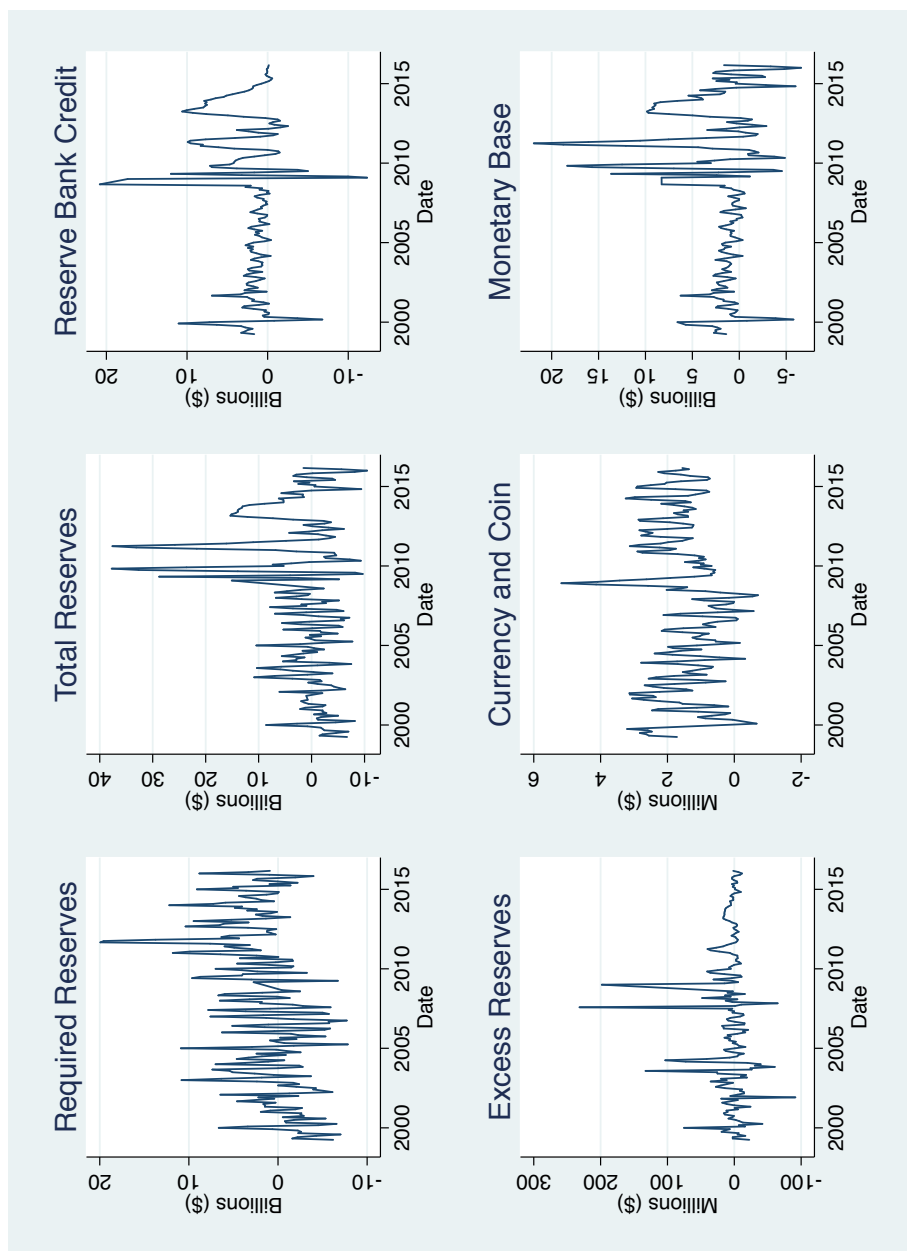 Required Reserves
Billions ($)
20
10
0
-10
2000 2005 2010 2015
Date
Total Reserves
Billions ($)
40
30
20
10
0
-10
2000 2005 2010 2015
Date
Reserve Bank Credit
Billions ($)
20
10
0
-10
2000 2005 2010 2015
Date
Excess Reserves
Millions ($)
300
200
100
0
-100
2000 2005 2010 2015
Date
Currency and Coin
Millions ($)
6
4
2
0
-2
2000 2005 2010 2015
Date
Monetary Base
Billions ($)
20
15
10
5
0
-5
2000 2005 2010 2015
Date